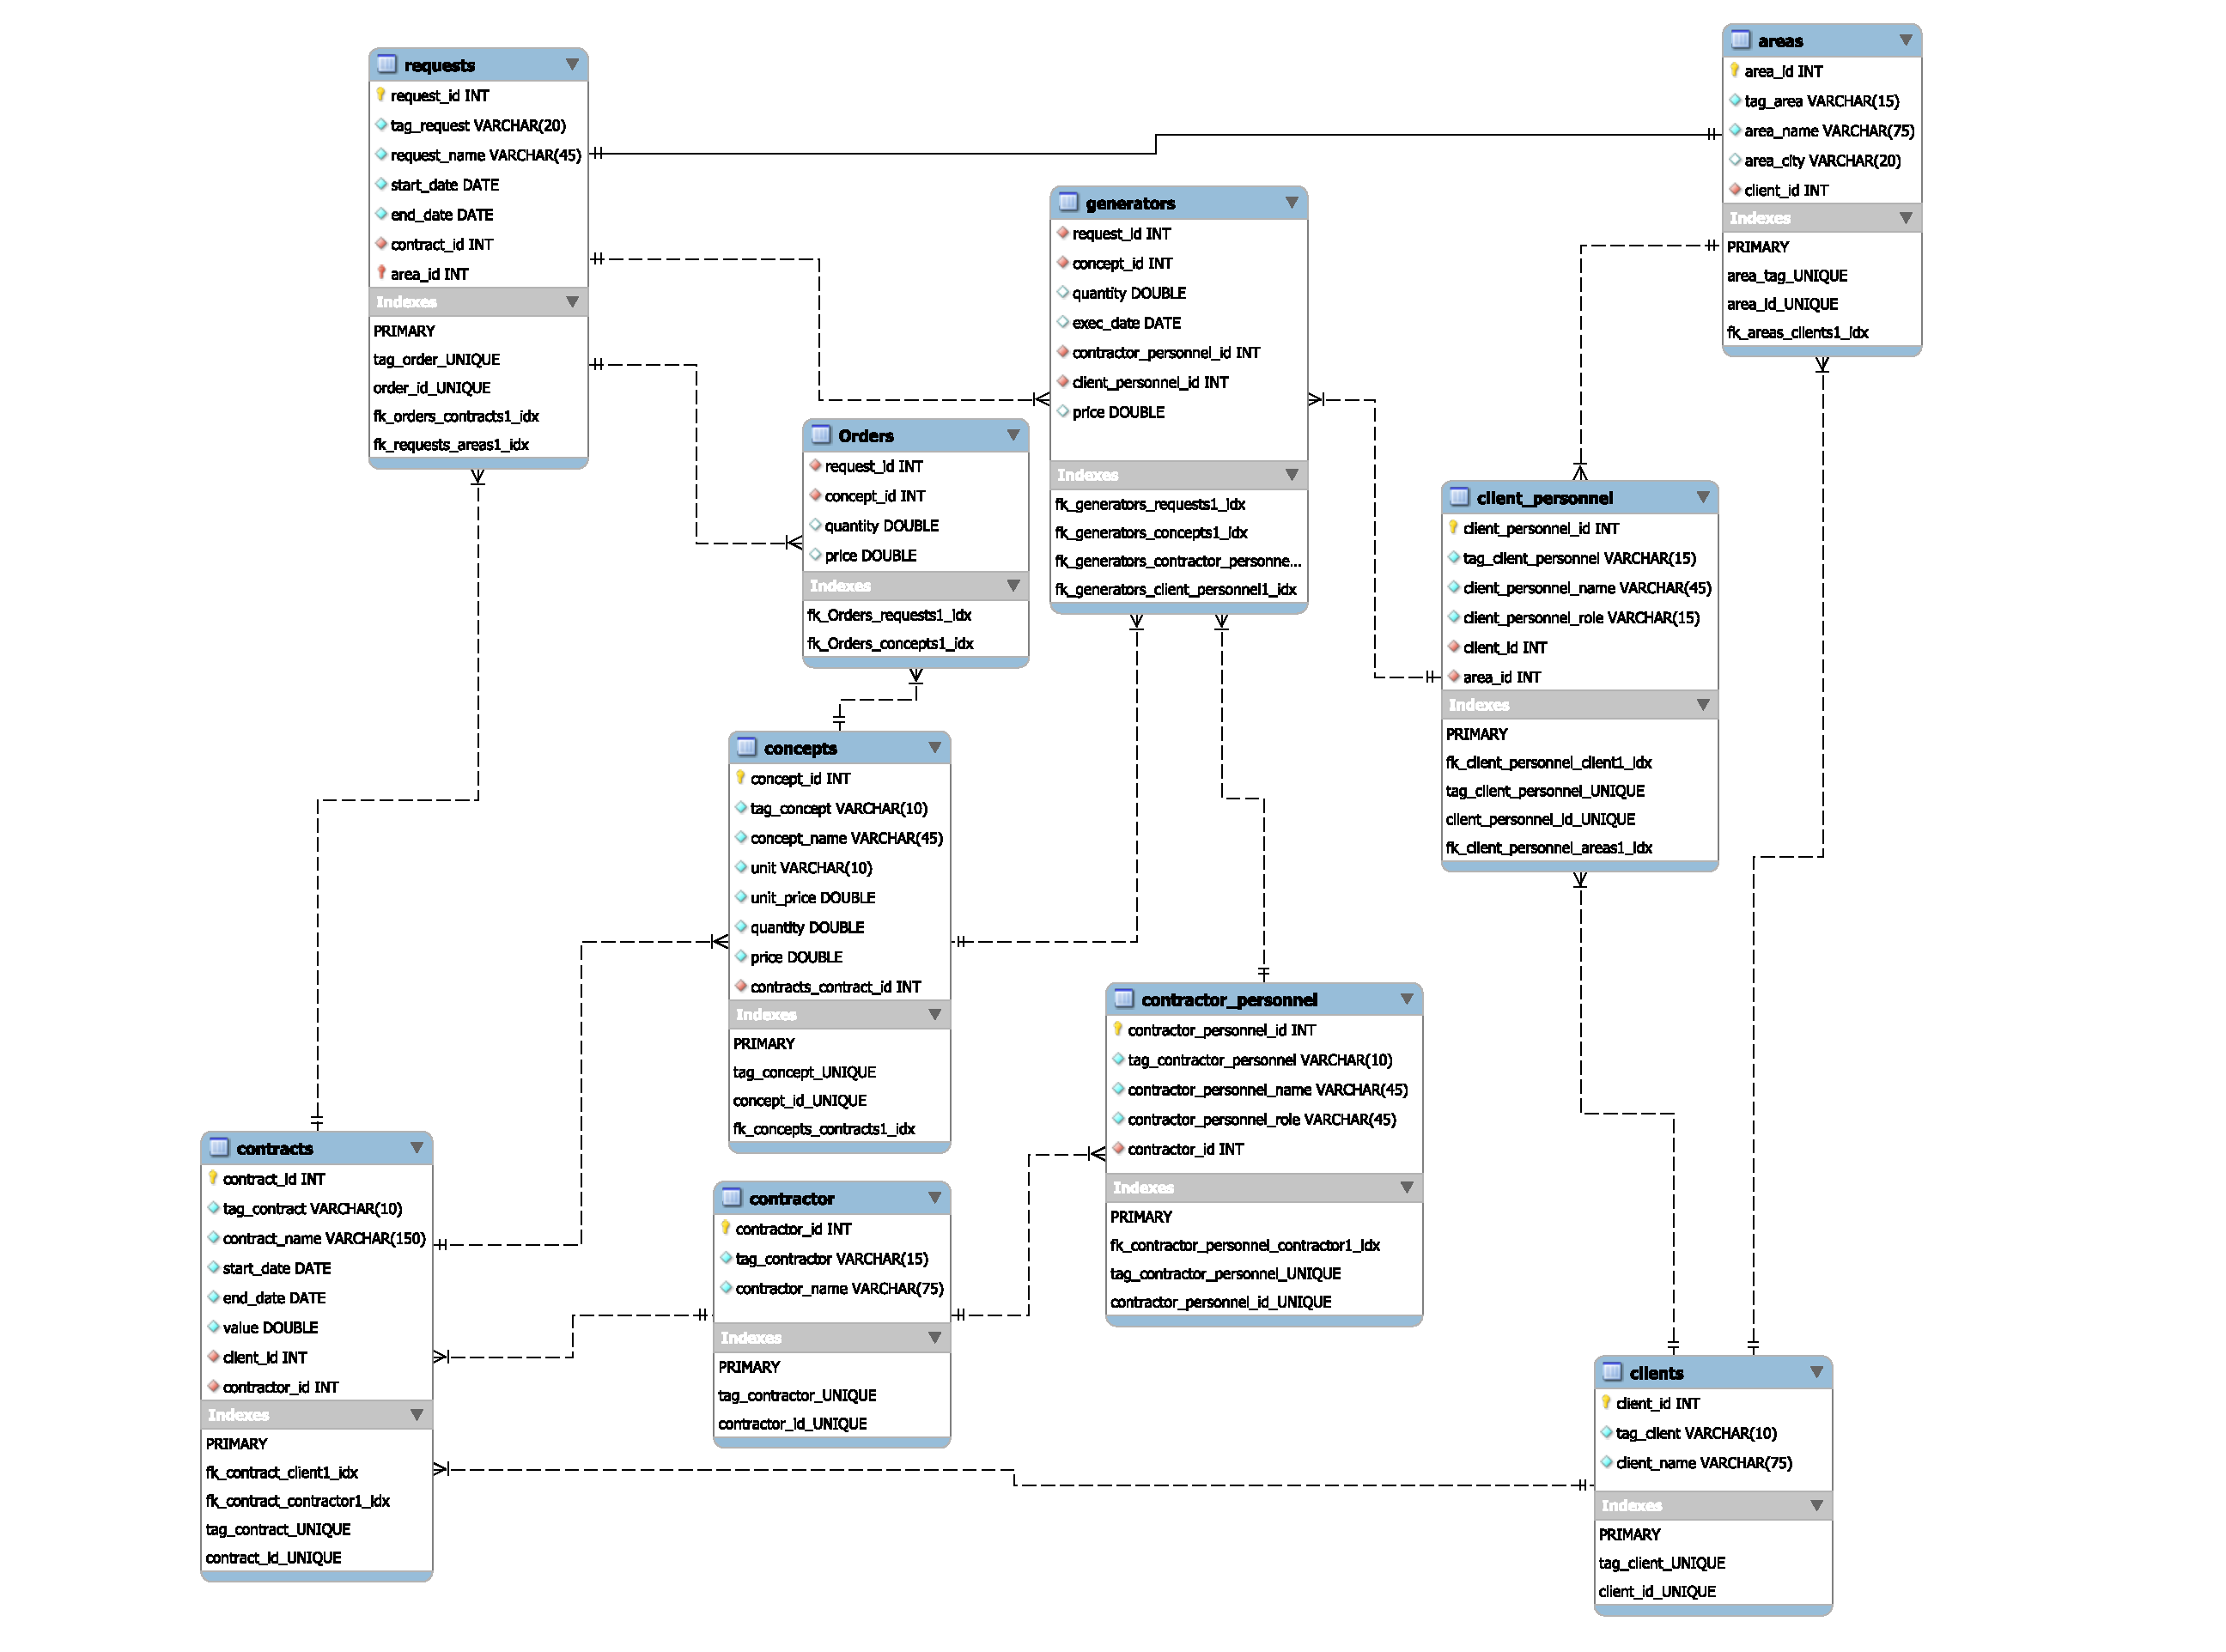 requests
request_id INT
tag_request VARCHAR(20)
request_name VARCHAR(45)
start_date DATE
end_date DATE
contract_id INT
area_id INT
Indexes
PRIMARY
tag_order_UNIQUE
order_id_UNIQUE
fk_orders_contracts1_idx
fk_requests_areas1_idx
areas
area_id INT
tag_area VARCHAR(15)
area_name VARCHAR(75)
area_city VARCHAR(20)
client_id INT
Indexes
PRIMARY
area_tag_UNIQUE
area_id_UNIQUE
fk_areas_clients1_idx
generators
request_id INT
concept_id INT
quantity DOUBLE
exec_date DATE
contractor_personnel_id INT
client_personnel_id INT
price DOUBLE
Indexes
fk_generators_requests1_idx
fk_generators_concepts1_idx
fk_generators_contractor_personne...
fk_generators_client_personnel1_idx
Orders
request_id INT
concept_id INT
quantity DOUBLE
price DOUBLE
Indexes
fk_Orders_requests1_idx
fk_Orders_concepts1_idx
client_personnel
client_personnel_id INT
tag_client_personnel VARCHAR(15)
client_personnel_name VARCHAR(45)
client_personnel_role VARCHAR(15)
client_id INT
area_id INT
Indexes
PRIMARY
fk_client_personnel_client1_idx
tag_client_personnel_UNIQUE
client_personnel_id_UNIQUE
fk_client_personnel_areas1_idx
concepts
concept_id INT
tag_concept VARCHAR(10)
concept_name VARCHAR(45)
unit VARCHAR(10)
unit_price DOUBLE
quantity DOUBLE
price DOUBLE
contracts_contract_id INT
Indexes
PRIMARY
tag_concept_UNIQUE
concept_id_UNIQUE
fk_concepts_contracts1_idx
contractor_personnel
contractor_personnel_id INT
tag_contractor_personnel VARCHAR(10)
contractor_personnel_name VARCHAR(45)
contractor_personnel_role VARCHAR(45)
contractor_id INT
Indexes
PRIMARY
fk_contractor_personnel_contractor1_idx
tag_contractor_personnel_UNIQUE
contractor_personnel_id_UNIQUE
contracts
contract_id INT
tag_contract VARCHAR(10)
contract_name VARCHAR(150)
start_date DATE
end_date DATE
value DOUBLE
client_id INT
contractor_id INT
Indexes
PRIMARY
fk_contract_client1_idx
fk_contract_contractor1_idx
tag_contract_UNIQUE
contract_id_UNIQUE
contractor
contractor_id INT
tag_contractor VARCHAR(15)
contractor_name VARCHAR(75)
Indexes
PRIMARY
tag_contractor_UNIQUE
contractor_id_UNIQUE
clients
client_id INT
tag_client VARCHAR(10)
client_name VARCHAR(75)
Indexes
PRIMARY
tag_client_UNIQUE
client_id_UNIQUE